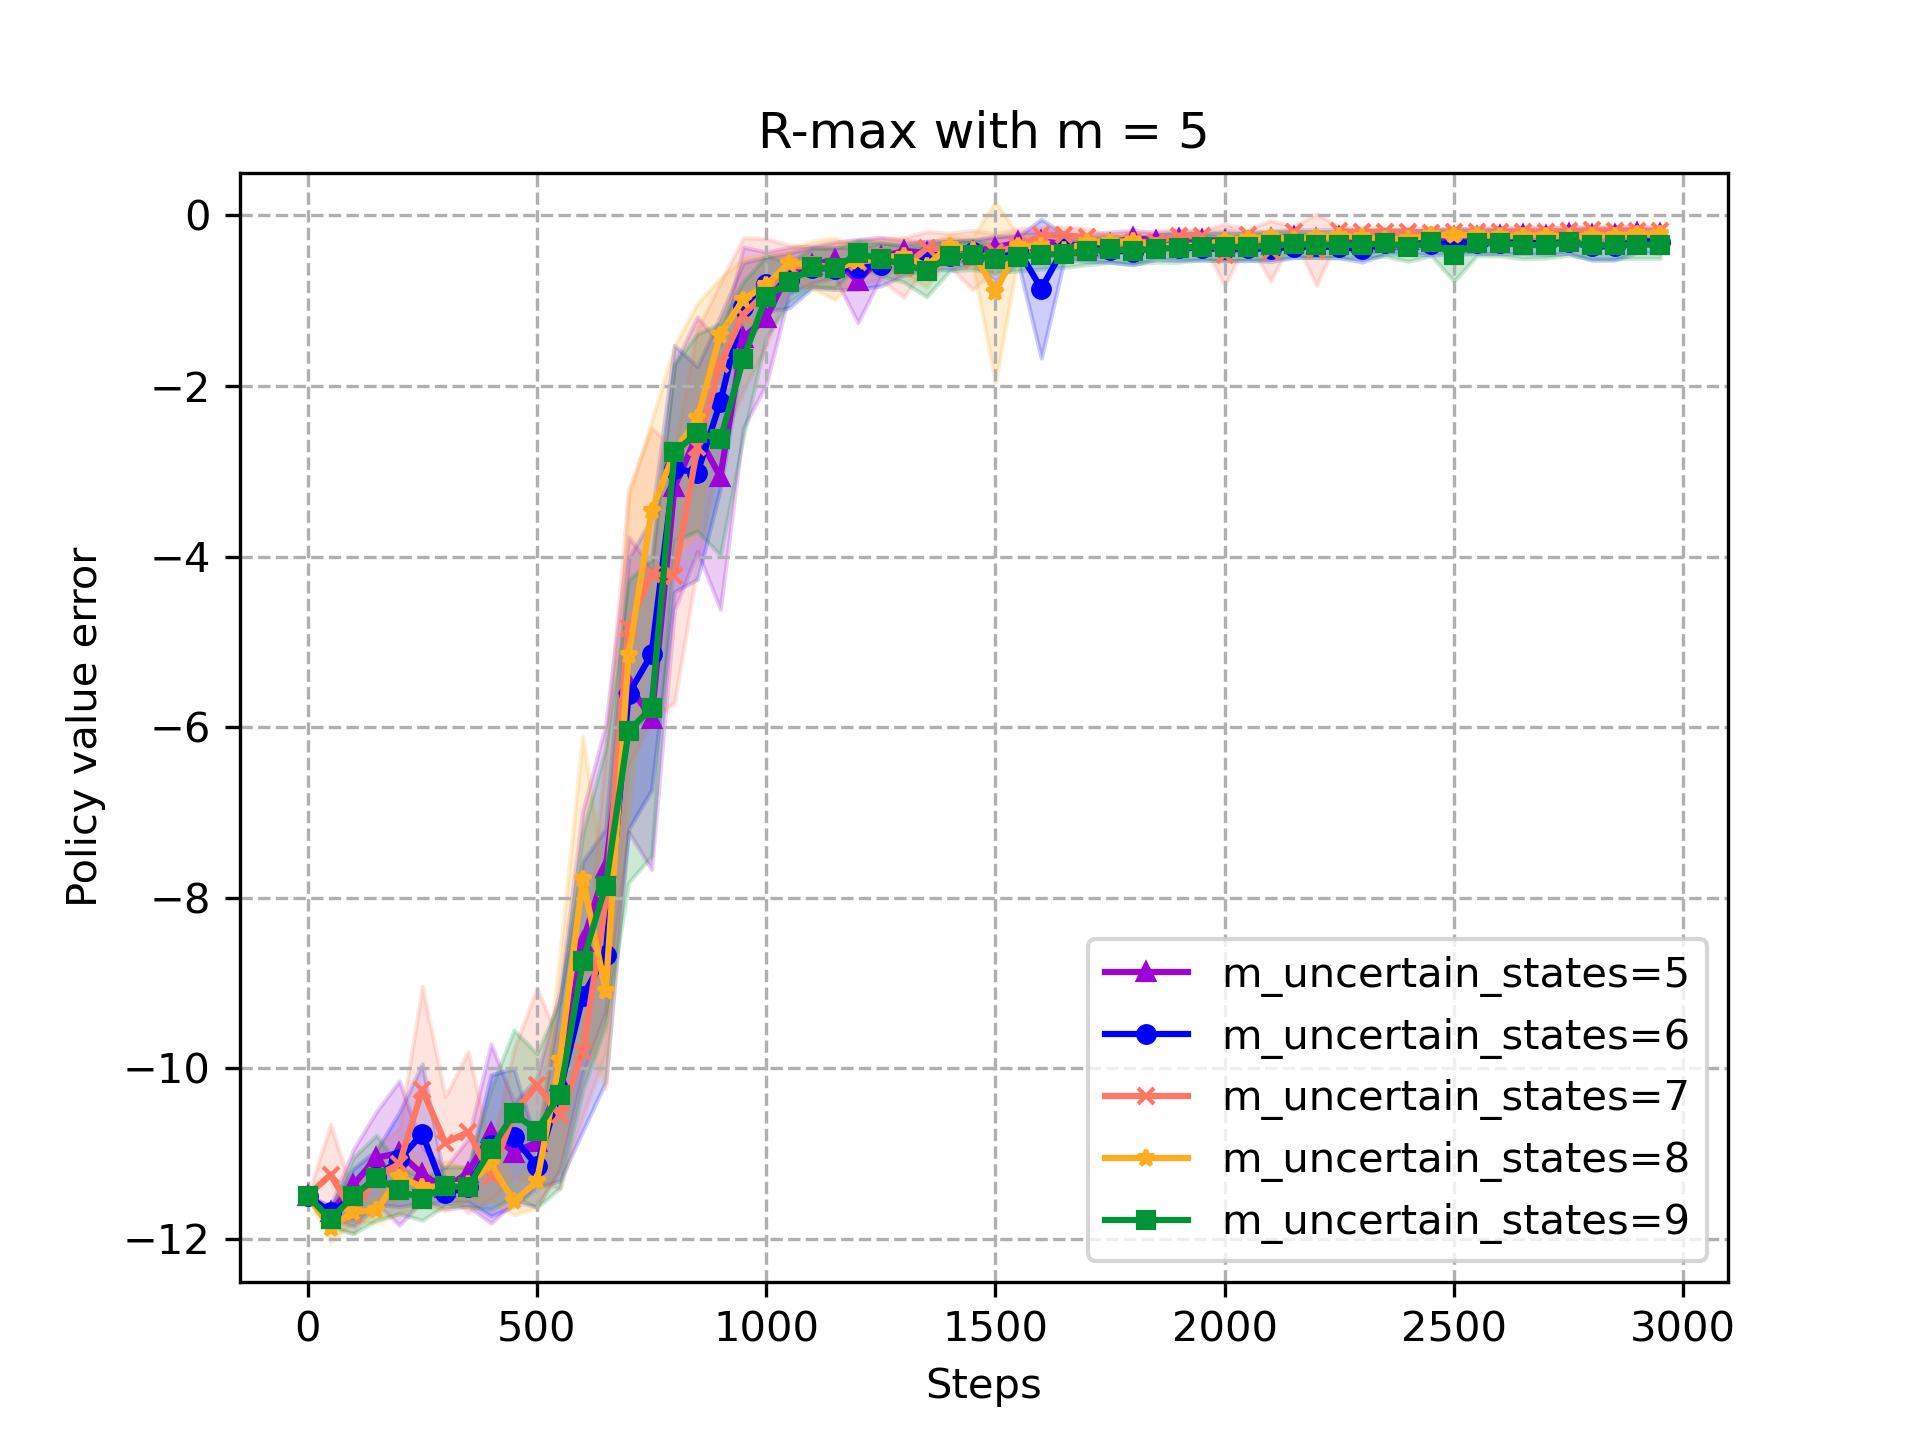 R-max with m = 5
Policy value error
0
−2
−4
−6
−8
−10
−12
m_uncertain_states=5
m_uncertain_states=6
m_uncertain_states=7
m_uncertain_states=8
m_uncertain_states=9
0 500 1000 1500 2000 2500 3000
Steps